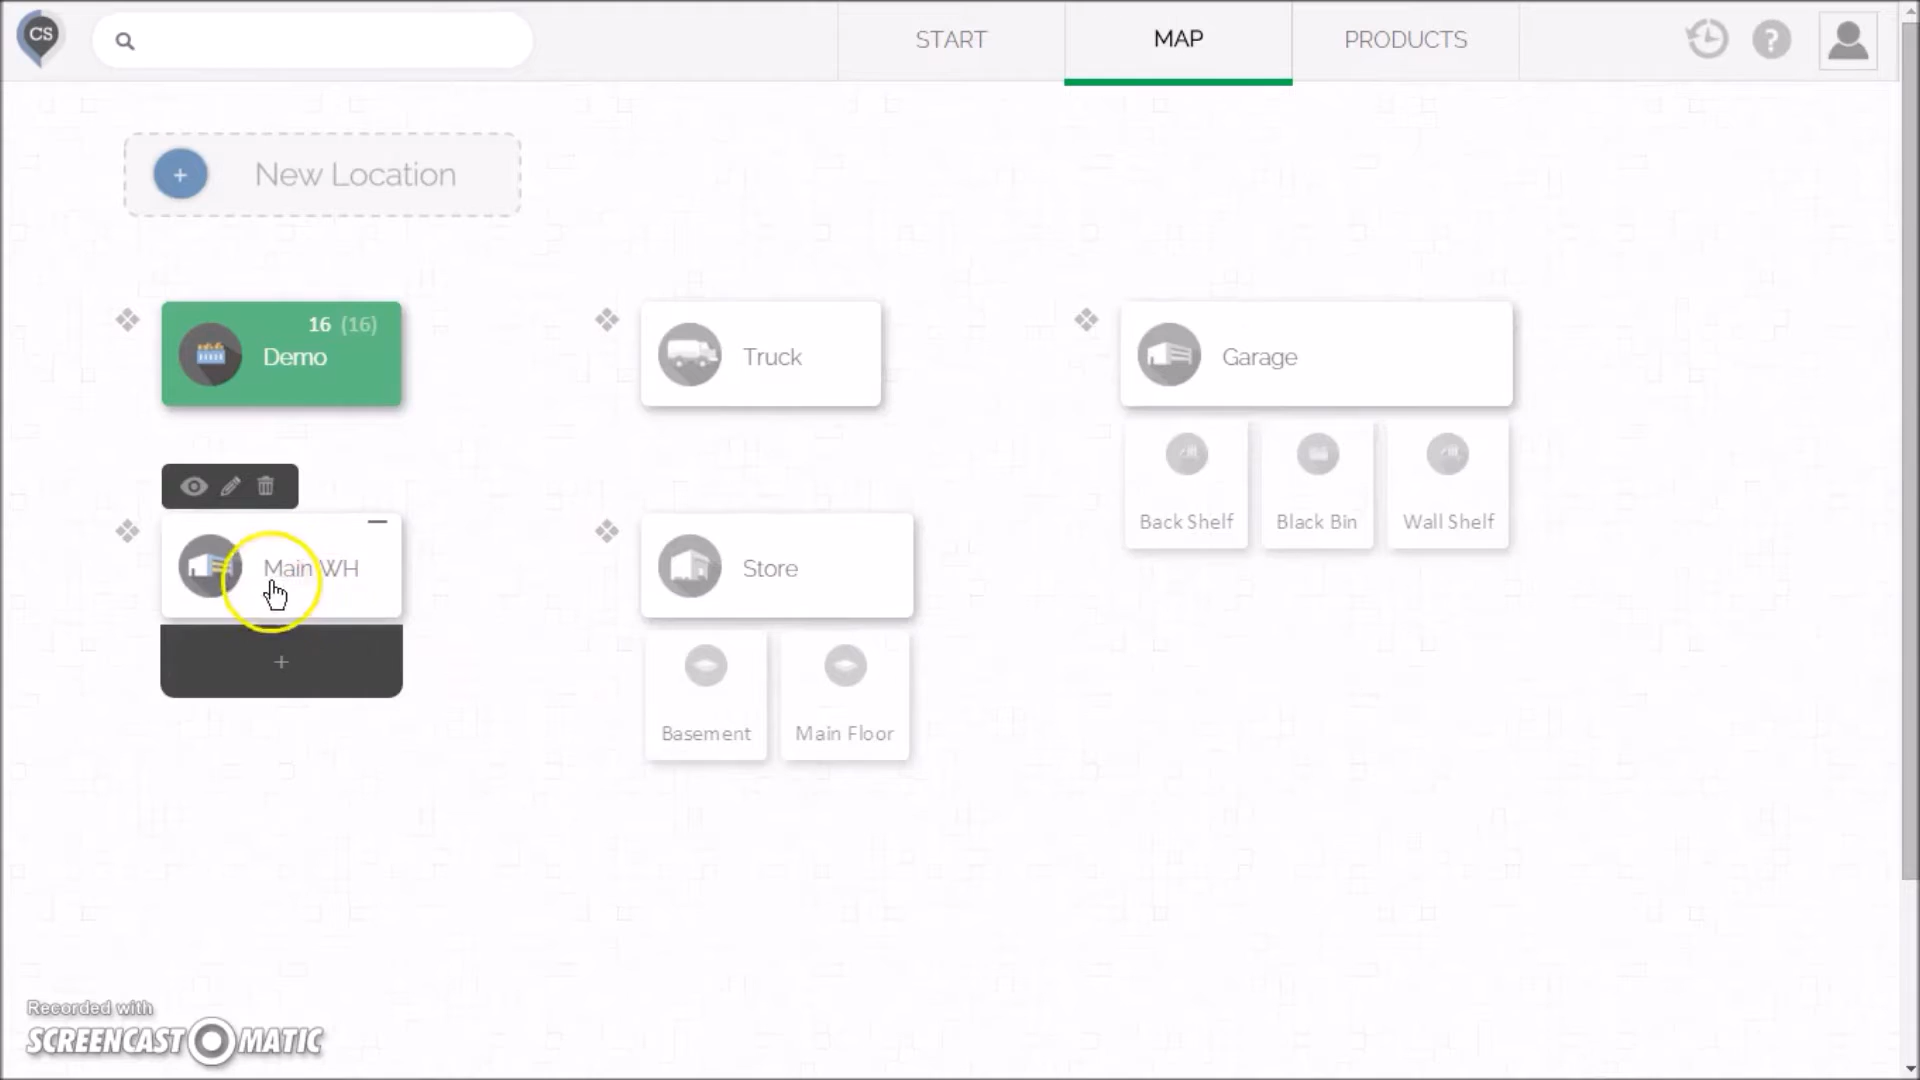 CS
START
MAP
PRODUCTS
?
+ New Location
16 (16)
Demo
Truck
Garage
Back Shelf
Black Bin
Wall Shelf
Main WH
+
Store
Basement
Main Floor
Recorded with
SCREENCAST MATIC